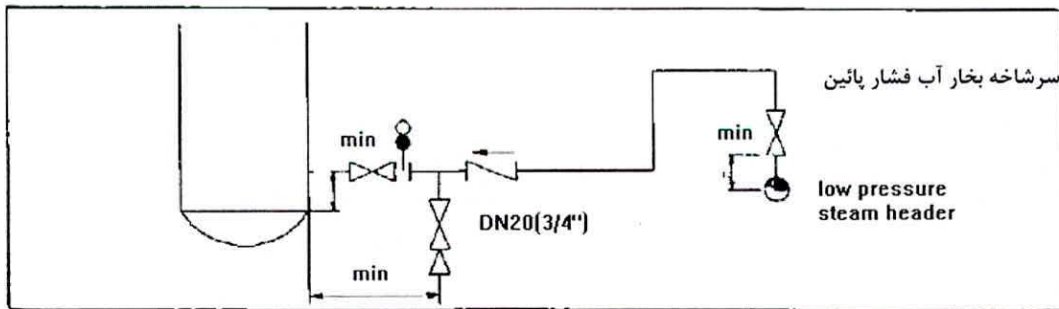 سرشاخه بخار آب فشار پائین
min
min
low pressure
steam header
DN20(3/4")
min